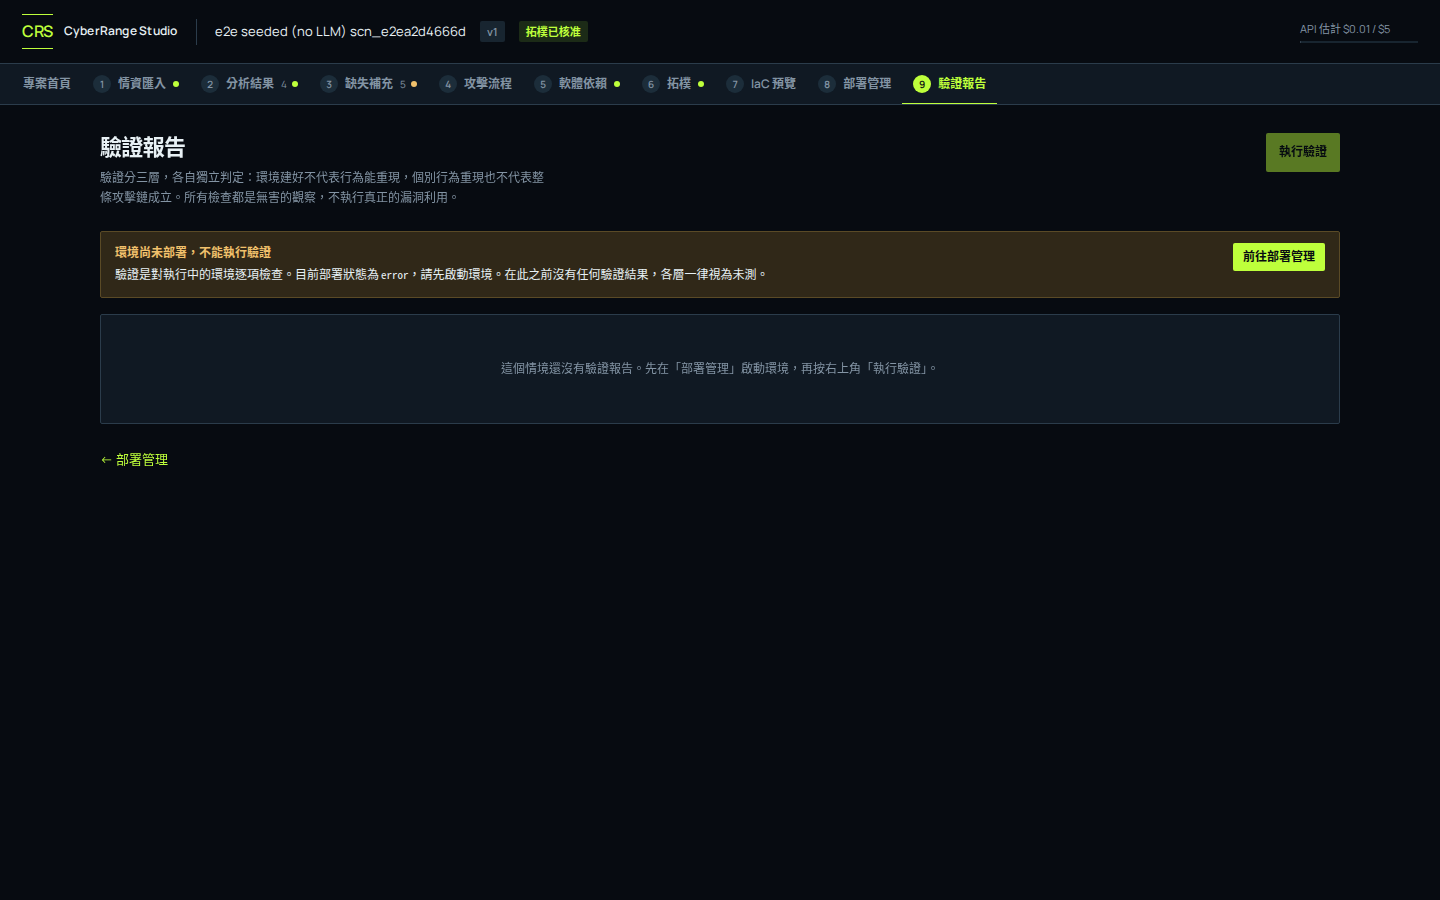 CRS CyberRange Studio e2e seeded (no LLM) scn_e2ea2d4666d v1 拓樸已核准 API 估計 $0.01 / $5
專案首頁 1 情資匯入 2 分析結果 4 3 缺失補充 5 4 攻擊流程 5 軟體依賴 6 拓樸 7 IaC 預覽 8 部署管理 9 驗證報告
驗證報告
執行驗證
驗證分三層，各自獨立判定：環境建好不代表行為能重現，個別行為重現也不代表整
條攻擊鏈成立。所有檢查都是無害的觀察，不執行真正的漏洞利用。
環境尚未部署，不能執行驗證
前往部署管理
驗證是對執行中的環境逐項檢查。目前部署狀態為 error，請先啟動環境。在此之前沒有任何驗證結果，各層一律視為未測。
這個情境還沒有驗證報告。先在「部署管理」啟動環境，再按右上角「執行驗證」。
← 部署管理